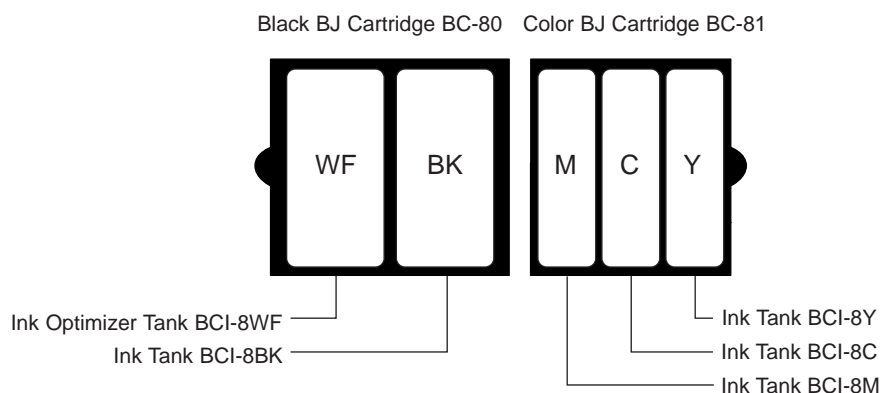 Black BJ Cartridge BC-80 Color BJ Cartridge BC-81
WF BK M C Y
Ink Optimizer Tank BCI-8WF
Ink Tank BCI-8BK
Ink Tank BCI-8Y
Ink Tank BCI-8C
Ink Tank BCI-8M